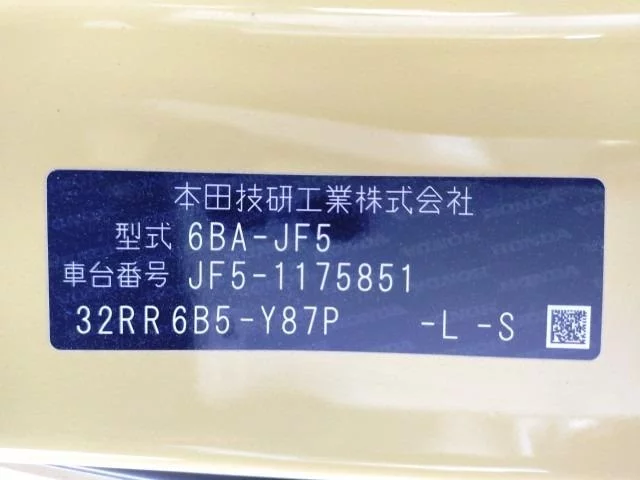 本田技研工業株式会社
型式 6BA-JF5
車台番号 JF5-1175851
32RR6B5-Y87P -L -S